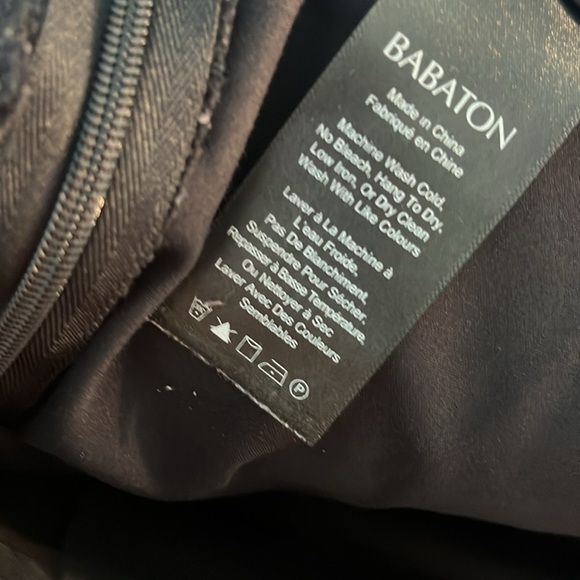 BABATON
Made in China
Fabriqué en Chine
Machine Wash Cold.
No Bleach, Hang To Dry.
Low Iron, Or Dry Clean
Wash With Like Colours
Laver à La Machine à
L'eau Froide.
Pas De Blanchiment,
Suspendre Pour Sécher.
Repasser à Basse Température,
Ou Nettoyer à Sec
Laver Avec Des Couleurs
Semblables
P